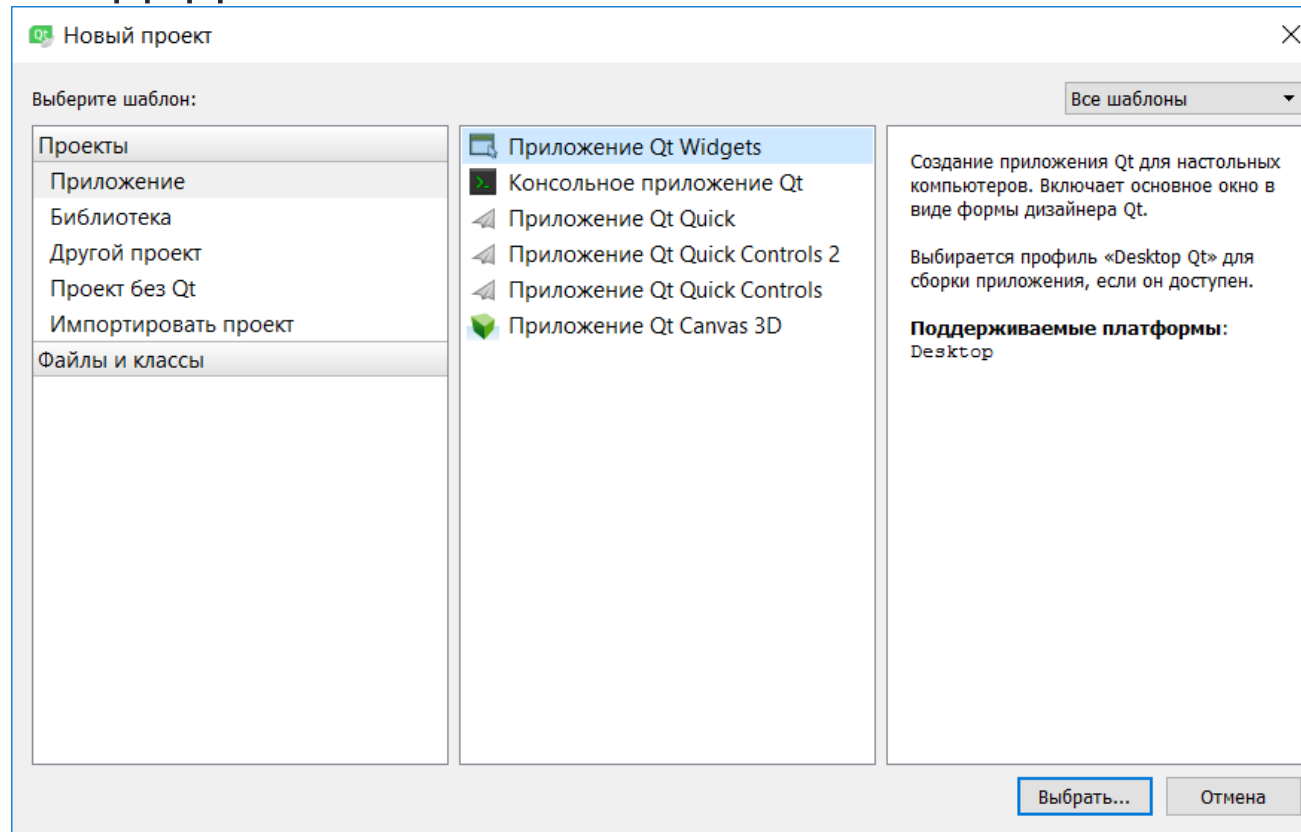 Новый проект
Выберите шаблон:
Все шаблоны
Проекты
Приложение
Библиотека
Другой проект
Проект без Qt
Импортировать проект
Файлы и классы
Приложение Qt Widgets
Консольное приложение Qt
Приложение Qt Quick
Приложение Qt Quick Controls 2
Приложение Qt Quick Controls
Приложение Qt Canvas 3D
Создание приложения Qt для настольных
компьютеров. Включает основное окно в
виде формы дизайнера Qt.
Выбирается профиль «Desktop Qt» для
сборки приложения, если он доступен.
Поддерживаемые платформы:
Desktop
Выбрать...
Отмена